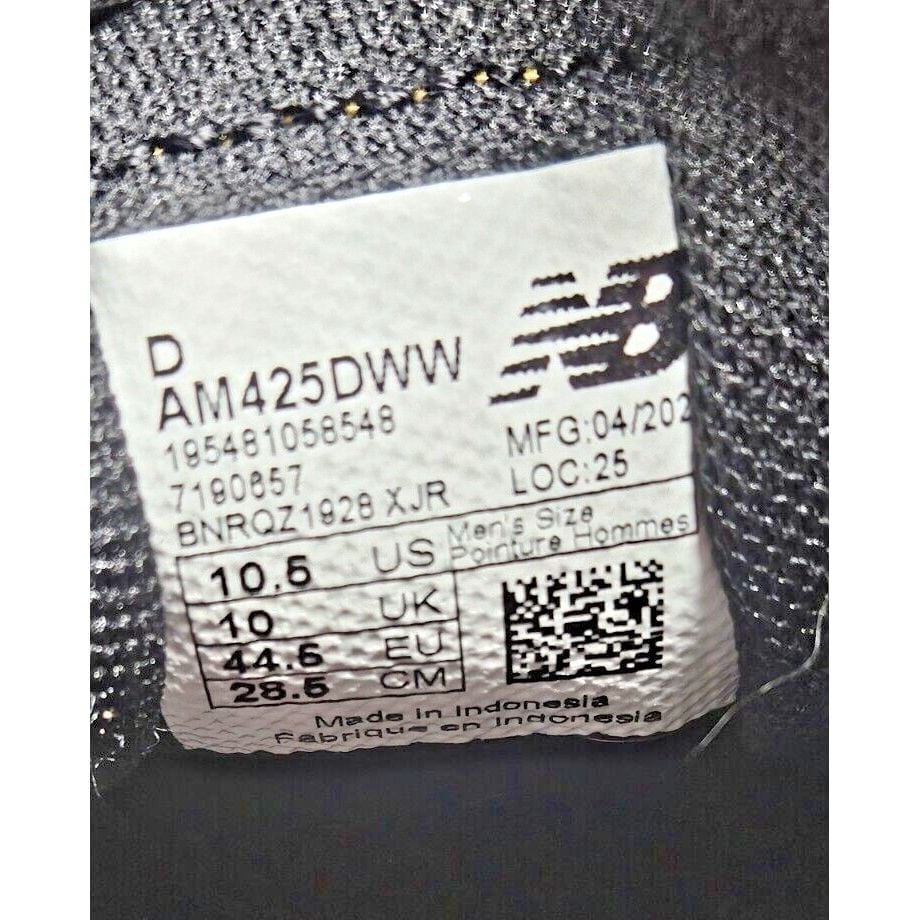 NB
D
AM425DWW
195481058548
7190857
BNRQZ1928 XJR
MFG:04/202
LOC:25
Men's Size
Pointure Hommes
10.5 US
10 UK
44.5 EU
28.5 CM
Made in Indonesia
Fabriqué en Indonesia